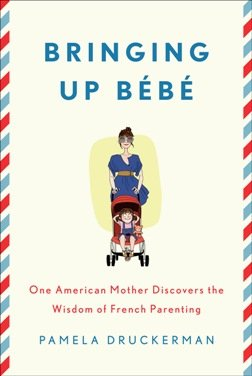 BRINGING
UP BÉBÉ
One American Mother Discovers the
Wisdom of French Parenting
PAMELA DRUCKERMAN